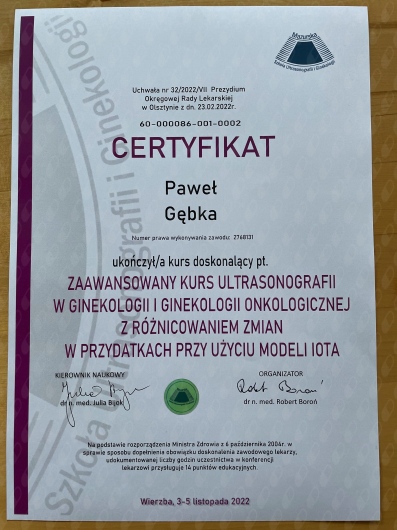 Mazurska
Szkoła Ultrasonografii i Ginekologii
Uchwała nr 32/2022/VII Prezydium
Okręgowej Rady Lekarskiej
w Olsztynie z dn. 23.02.2022r.
60-000086-001-0002
CERTYFIKAT
Paweł
Gębka
Numer prawa wykonywania zawodu: 2768131
ukończył/a kurs doskonalący pt.
ZAAWANSOWANY KURS ULTRASONOGRAFII
W GINEKOLOGII I GINEKOLOGII ONKOLOGICZNEJ
Z RÓŻNICOWANIEM ZMIAN
W PRZYDATKACH PRZY UŻYCIU MODELI IOTA
KIEROWNIK NAUKOWY
ORGANIZATOR
dr n. med. Julia Bijok
dr n. med. Robert Boroń
Na podstawie rozporządzenia Ministra Zdrowia z 6 października 2004r. w
sprawie sposobu dopełnienia obowiązku doskonalenia zawodowego lekarzy,
udokumentowanej liczby godzin uczestnictwa w konferencji
lekarzowi przysługuje 14 punktów edukacyjnych.
Wierzba, 3-5 listopada 2022